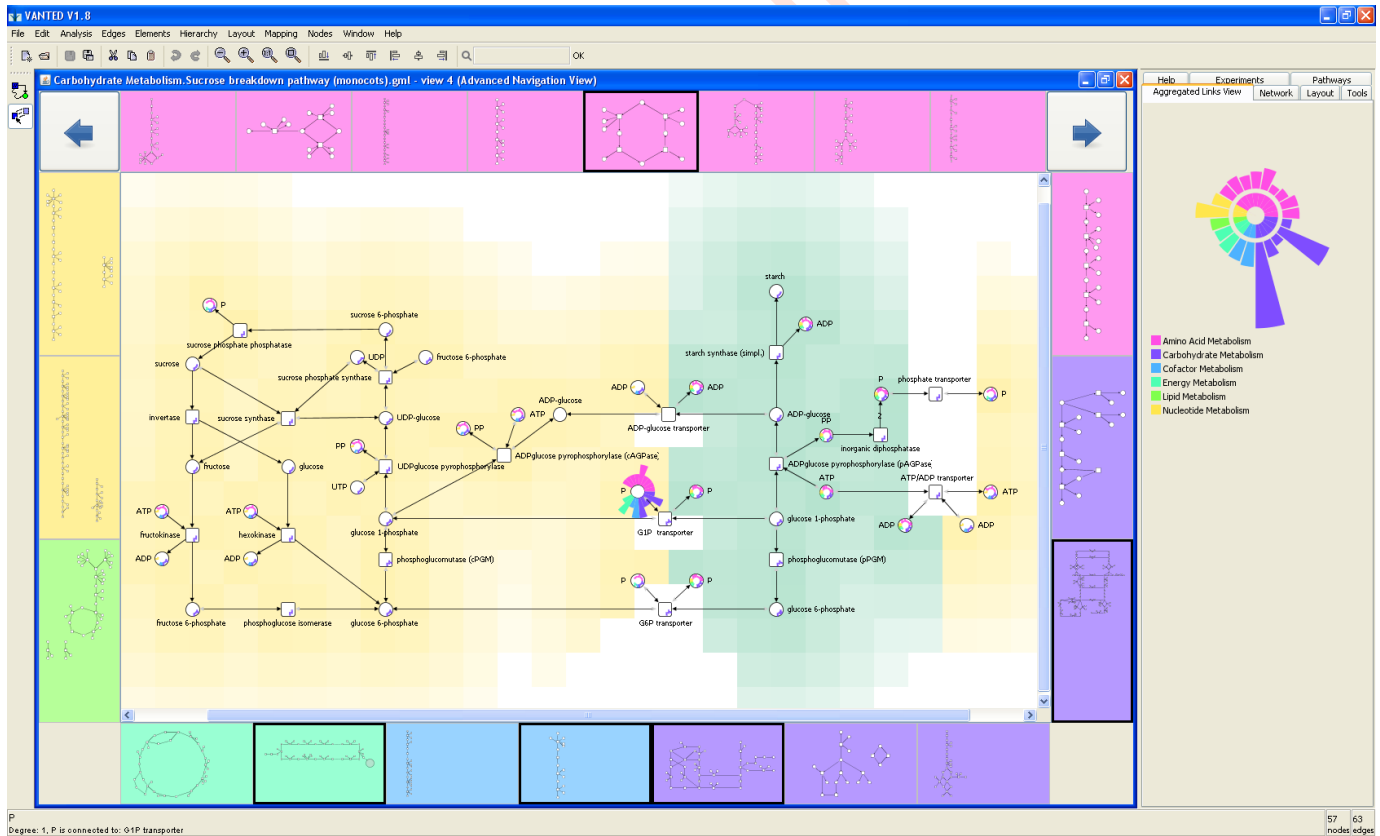 VANTED V1.8
File Edit Analysis Edges Elements Hierarchy Layout Mapping Nodes Window Help
OK
Carbohydrate Metabolism.Sucrose breakdown pathway (monocots).gml - view 4 (Advanced Navigation View)
Help Experiments Pathways
Aggregated Links View Network Layout Tools
starch
P
sucrose 6-phosphate
ADP
sucrose phosphate phosphatase
starch synthase (simpl.)
sucrose
UDP
fructose 6-phosphate
sucrose phosphate synthase
P
phosphate transporter
ADP
ADP
P
ADP-glucose
invertase
sucrose synthase
UDP-glucose
ATP
ADP-glucose
2
PP
PP
ADP-glucose transporter
inorganic diphosphatase
PP
ADPglucose pyrophosphorylase (cAGPase)
fructose
glucose
UDPglucose pyrophosphorylase
ADPglucose pyrophosphorylase (pAGPase)
UTP
P
P
ATP
ATP/ADP transporter
ATP
ATP
ATP
glucose 1-phosphate
G1P transporter
glucose 1-phosphate
ADP
ADP
fructokinase
hexokinase
ADP
ADP
phosphoglucomutase (cPGM)
phosphoglucomutase (pPGM)
P
P
fructose 6-phosphate
phosphoglucose isomerase
glucose 6-phosphate
G6P transporter
glucose 6-phosphate
Amino Acid Metabolism
Carbohydrate Metabolism
Cofactor Metabolism
Energy Metabolism
Lipid Metabolism
Nucleotide Metabolism
P
Degree: 1, P is connected to: G1P transporter
57 63
nodes edges